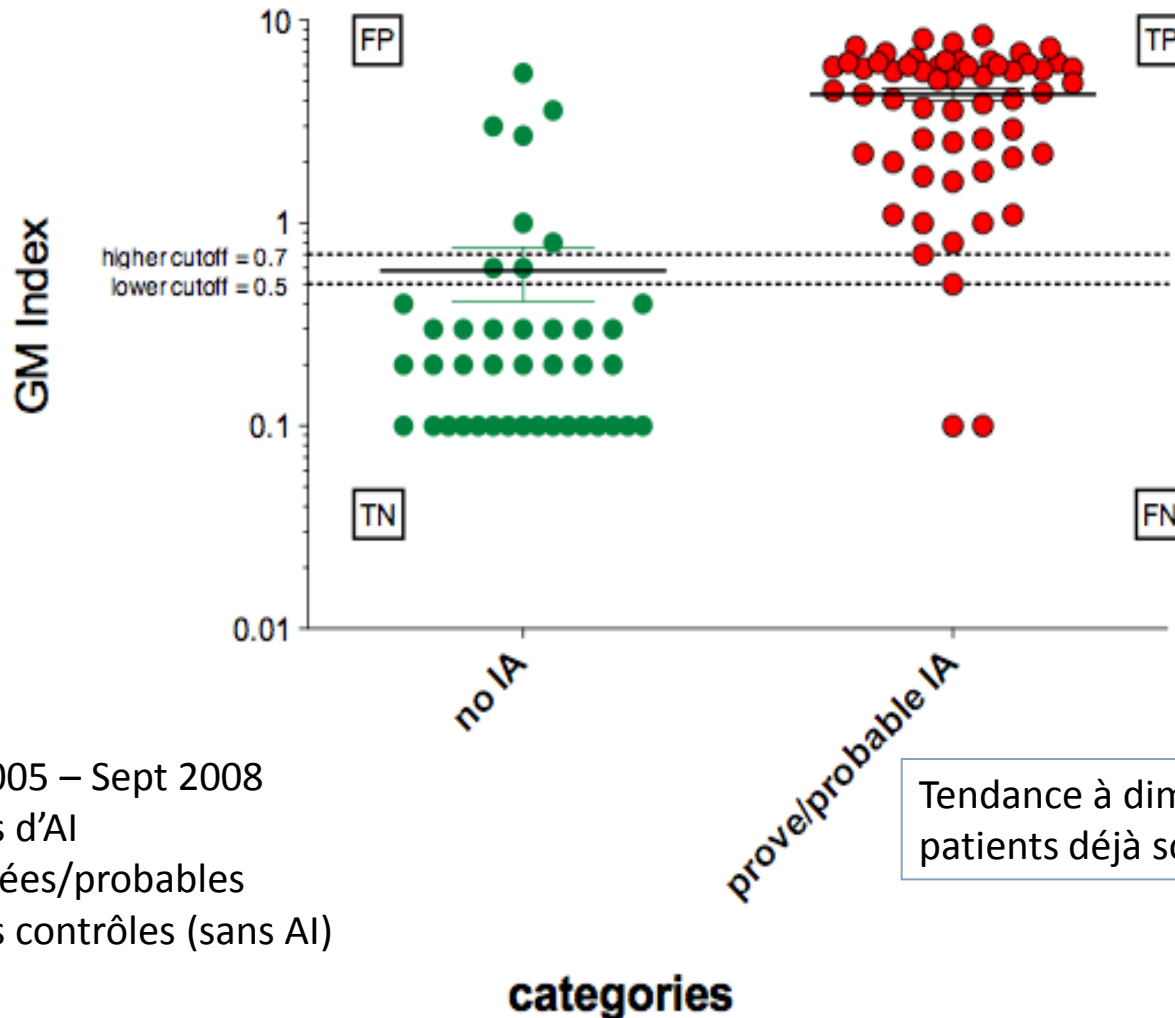 10
FP
TP
GM Index
1
higher cutoff = 0.7
lower cutoff = 0.5
0.1
TN
FN
0.01
no IA
prove/probable IA
005 – Sept 2008
s d’AI
ées/probables
s contrôles (sans AI)
Tendance à dim
patients déjà so
categories